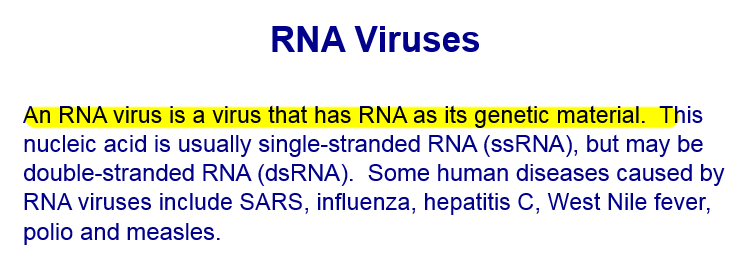 RNA Viruses
An RNA virus is a virus that has RNA as its genetic material.  This
nucleic acid is usually single-stranded RNA (ssRNA), but may be
double-stranded RNA (dsRNA).  Some human diseases caused by
RNA viruses include SARS, influenza, hepatitis C, West Nile fever,
polio and measles.